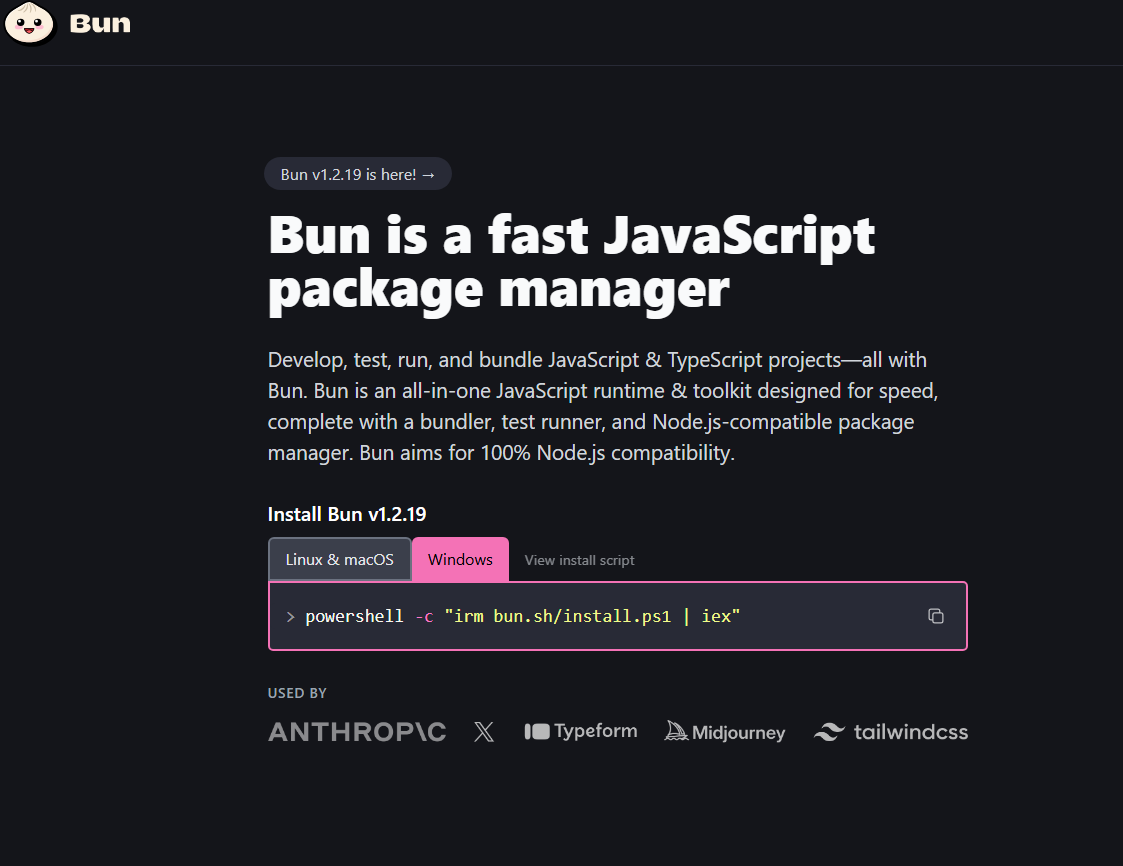 Bun
Bun v1.2.19 is here! →
Bun is a fast JavaScript
package manager
Develop, test, run, and bundle JavaScript & TypeScript projects—all with
Bun. Bun is an all-in-one JavaScript runtime & toolkit designed for speed,
complete with a bundler, test runner, and Node.js-compatible package
manager. Bun aims for 100% Node.js compatibility.
Install Bun v1.2.19
Linux & macOS Windows View install script
> powershell -c "irm bun.sh/install.ps1 | iex"
USED BY
ANTHROP\C X Typeform Midjourney tailwindcss